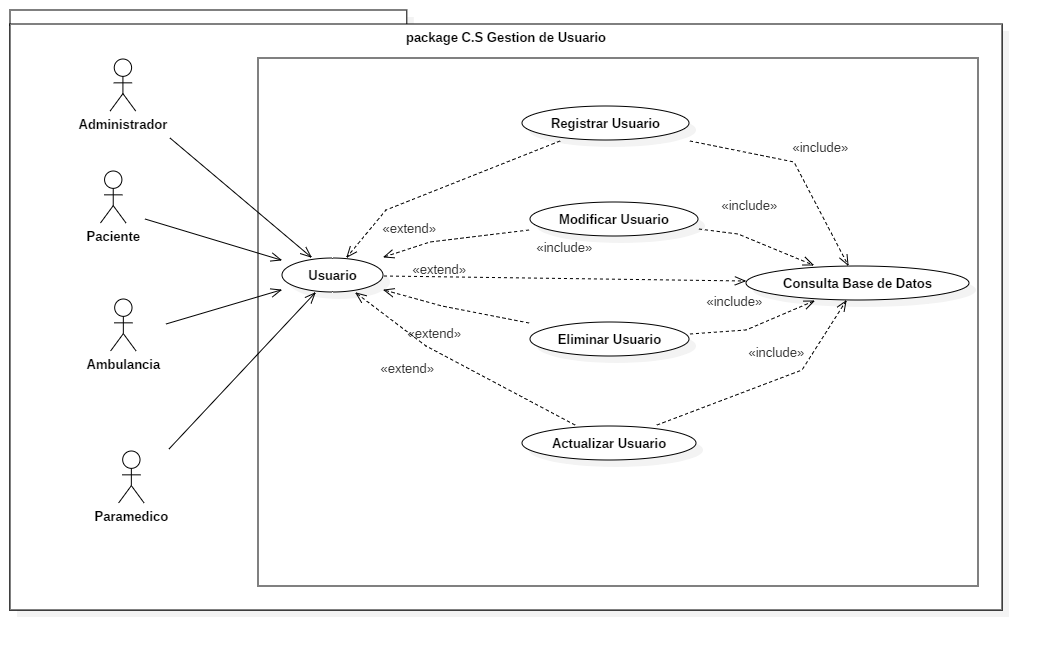 package C.S Gestion de Usuario
Administrador
Registrar Usuario
«include»
Paciente
Modificar Usuario
«include»
«extend»
«include»
Usuario
«extend»
Consulta Base de Datos
«include»
Ambulancia
«extend»
Eliminar Usuario
«include»
«extend»
Actualizar Usuario
Paramedico